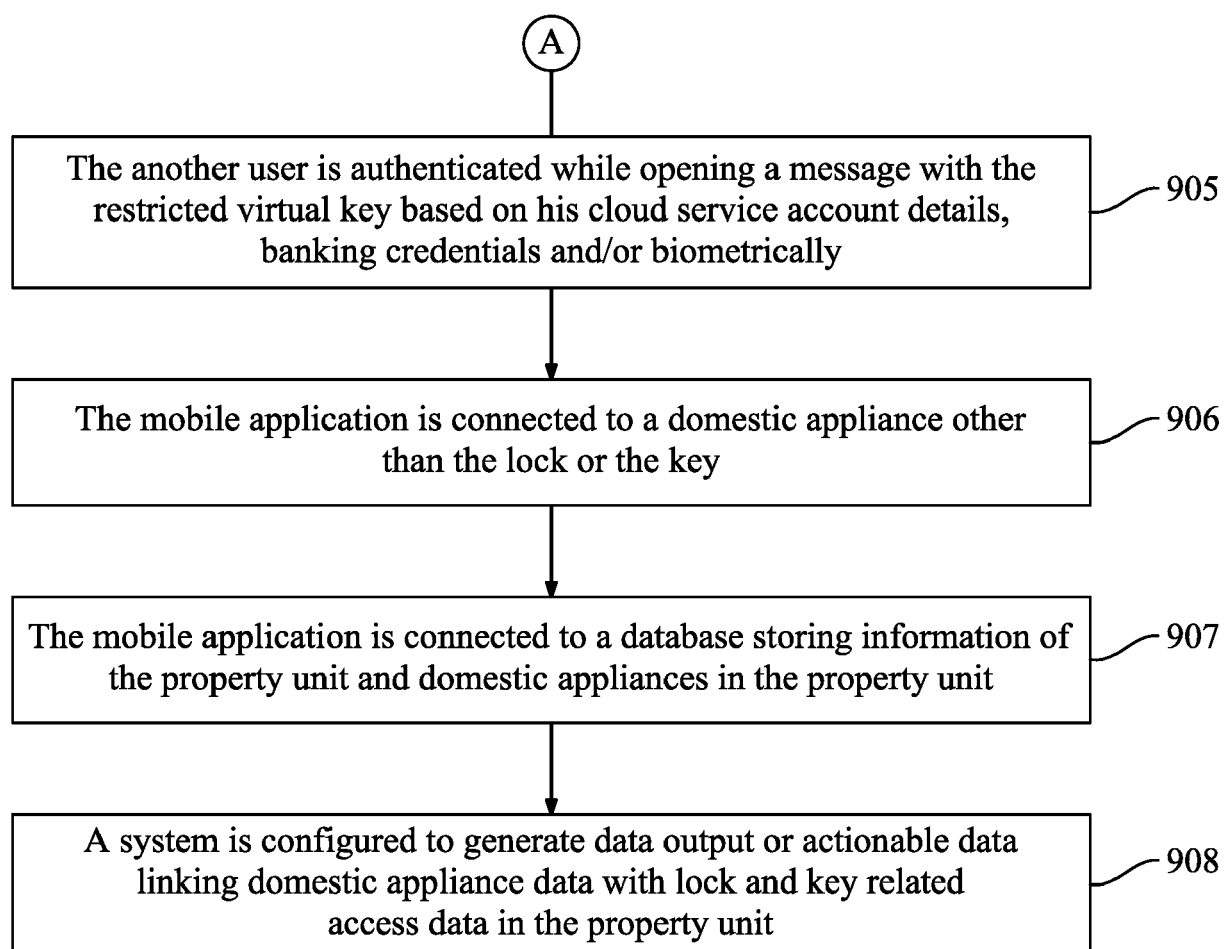 A
The another user is authenticated while opening a message with the
restricted virtual key based on his cloud service account details,
banking credentials and/or biometrically
905
The mobile application is connected to a domestic appliance other
than the lock or the key
906
The mobile application is connected to a database storing information of
the property unit and domestic appliances in the property unit
907
A system is configured to generate data output or actionable data
linking domestic appliance data with lock and key related
access data in the property unit
908